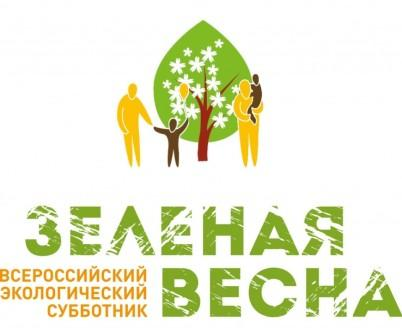 ЗЕЛЕНАЯ
ВЕСНА
ВСЕРОССИЙСКИЙ
ЭКОЛОГИЧЕСКИЙ
СУББОТНИК